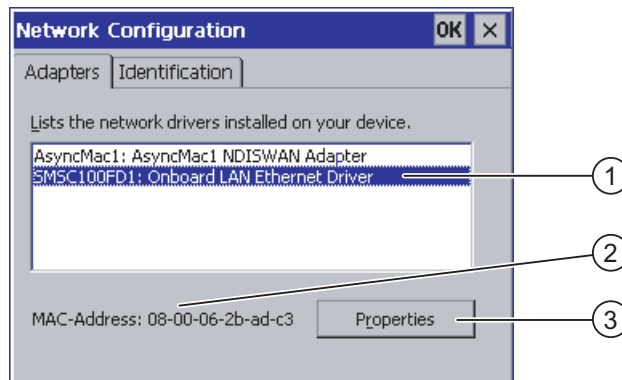 Network Configuration OK ×
Adapters Identification
Lists the network drivers installed on your device.
AsyncMac1: AsyncMac1 NDISWAN Adapter
SMSC100FD1: Onboard LAN Ethernet Driver
1
2
MAC-Address: 08-00-06-2b-ad-c3 Properties
3